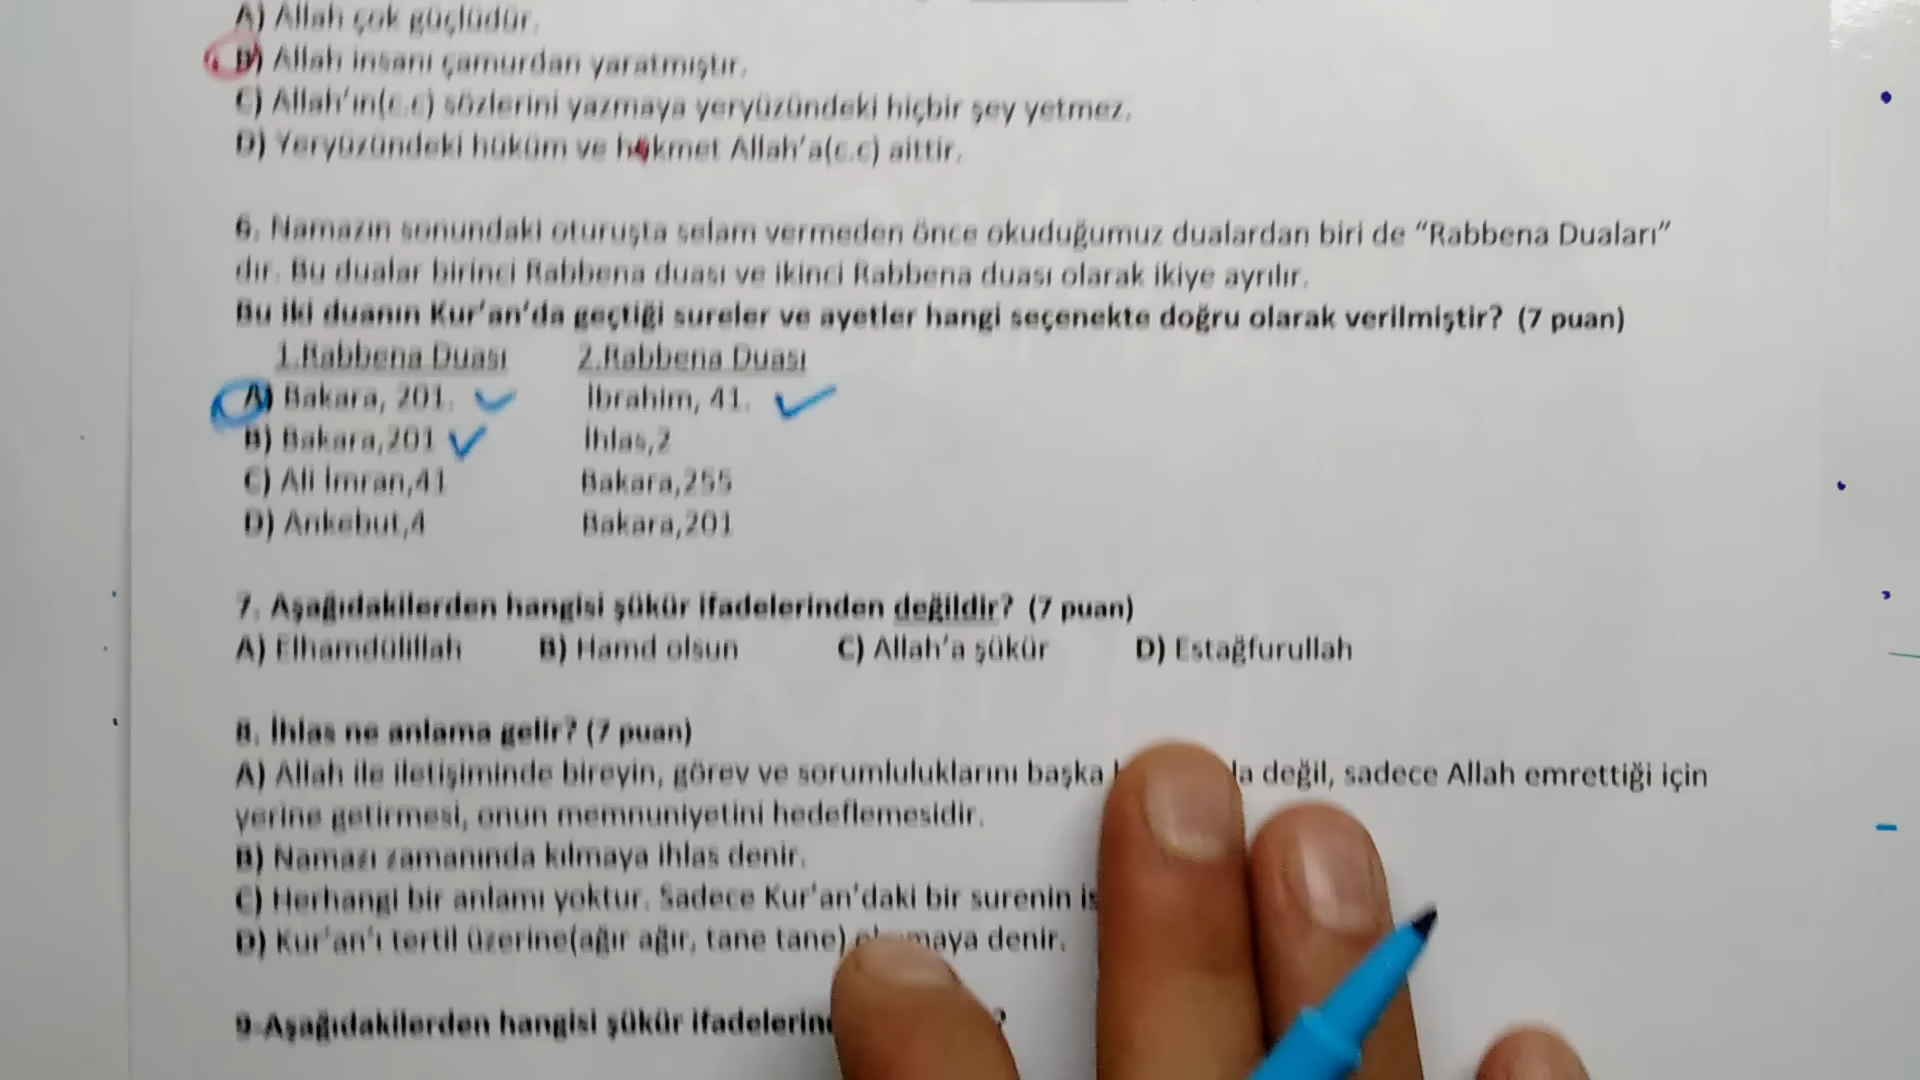 A) Allah çok güçlüdür.
B) Allah insanı çamurdan yaratmıştır.
C) Allah'ın(c.c) sözlerini yazmaya yeryüzündeki hiçbir şey yetmez.
D) Yeryüzündeki hüküm ve hükmet Allah'a(c.c) aittir.
6. Namazın sonundaki oturuşta selam vermeden önce okuduğumuz dualardan biri de “Rabbena Duaları”
dır. Bu dualar birinci Rabbena duası ve ikinci Rabbena duası olarak ikiye ayrılır.
Bu iki duanın Kur'an'da geçtiği sureler ve ayetler hangi seçenekte doğru olarak verilmiştir? (7 puan)
1.Rabbena Duası 2.Rabbena Duası
A) Bakara, 201. İbrahim, 41.
B) Bakara,201 İhlas,2
C) Ali İmran,41 Bakara,255
D) Ankebut,4 Bakara,201
7. Aşağıdakilerden hangisi şükür ifadelerinden değildir? (7 puan)
A) Elhamdülillah B) Hamd olsun C) Allah'a şükür D) Estağfurullah
8. İhlas ne anlama gelir? (7 puan)
A) Allah ile iletişiminde bireyin, görev ve sorumluluklarını başka değil, sadece Allah emrettiği için
yerine getirmesi, onun memnuniyetini hedeflemesidir.
B) Namazı zamanında kılmaya ihlas denir.
C) Herhangi bir anlamı yoktur. Sadece Kur'an'daki bir surenin
D) Kur'an'ı tertil üzerine(ağır ağır, tane tane) denir.
9-Aşağıdakilerden hangisi şükür